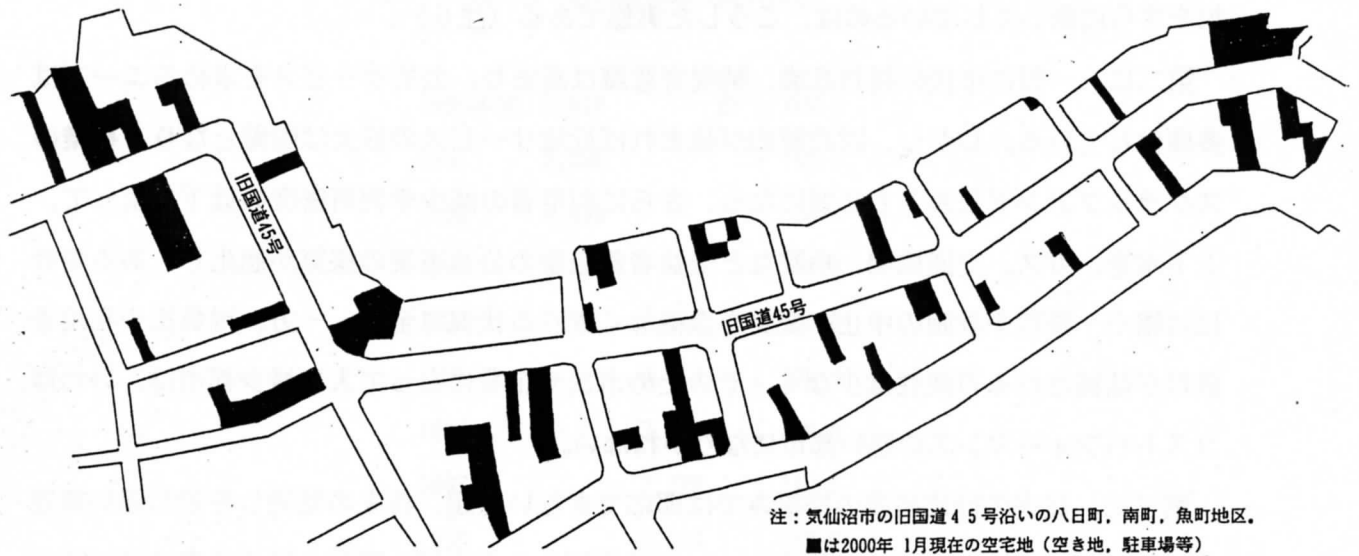 旧国道45号
旧国道45号
注：気仙沼市の旧国道４５号沿いの八日町，南町，魚町地区。
■は2000年 1月現在の空宅地（空き地，駐車場等）